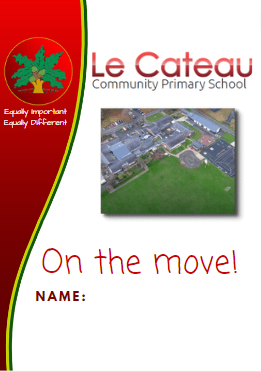 Le Cateau
Community Primary School
Equally Important
Equally Different
On the move!
NAME: